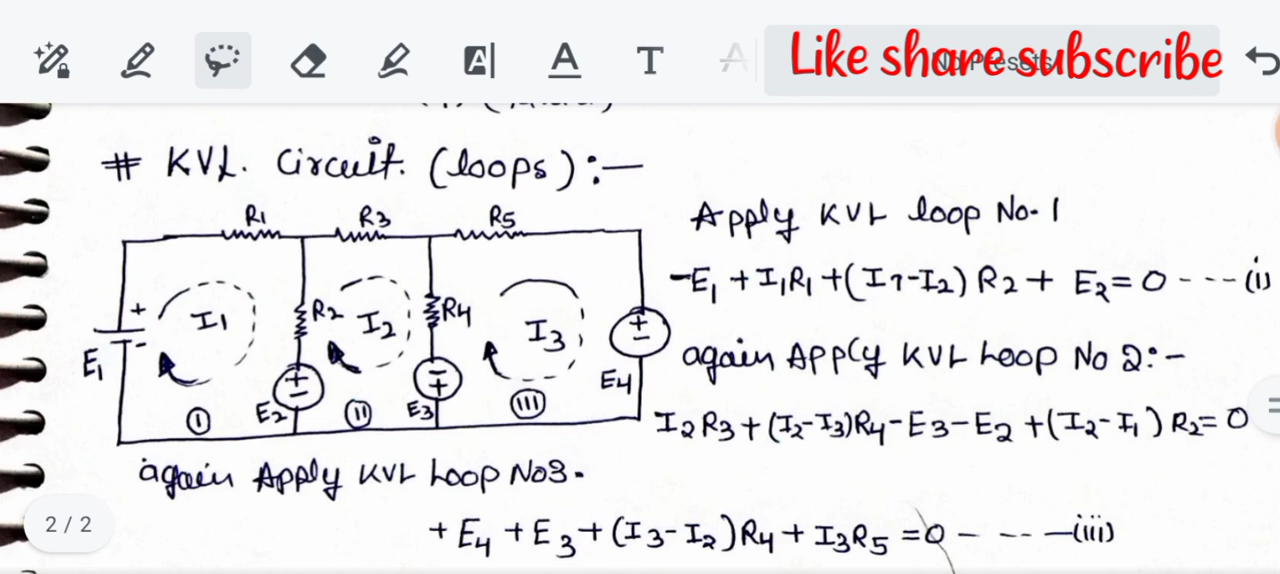 Like share subscribe
# KVL. Circuit. (loops) :-
R1 R3 R5
R2 R4
I1 I2 I3
+ -
E1 E2 E3 E4
+ - - + + -
I II III
Apply KVL loop No. 1
-E1 + I1R1 + (I1-I2) R2 + E2 = 0 ---- (i)
again APPly KVL Loop No 2:-
I2R3 + (I2-I3)R4 - E3 - E2 + (I2-I1) R2 = 0
again Apply KVL Loop No3.
+ E4 + E3 + (I3-I2)R4 + I3R5 = 0 - -- -(iii)
2 / 2